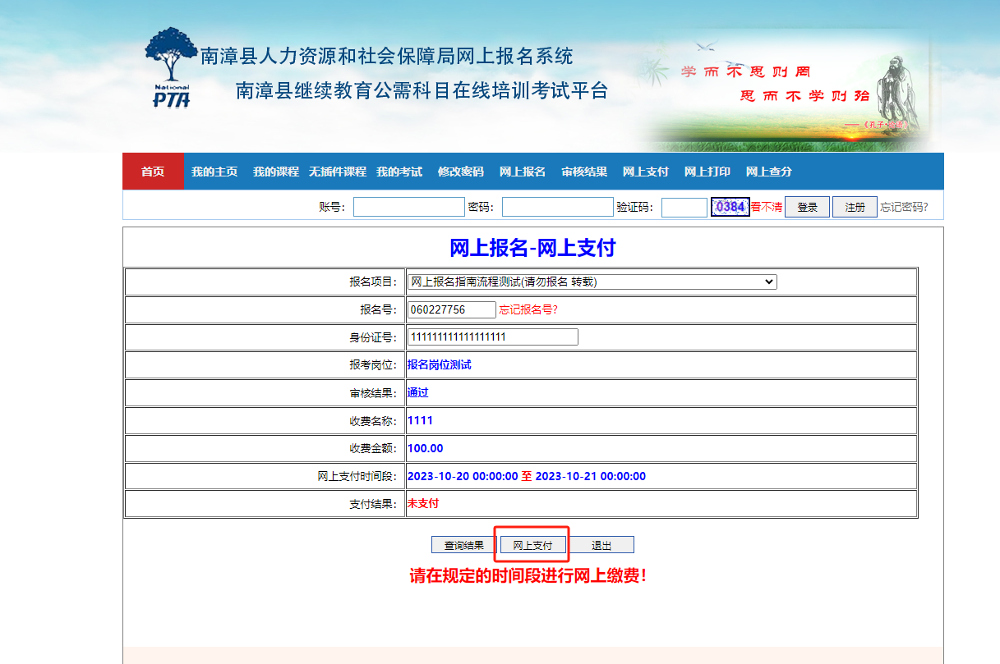 南漳县人力资源和社会保障局网上报名系统
National
PTA
南漳县继续教育公需科目在线培训考试平台
学而不思则罔
思而不学则殆
——《孔子·论语》
首页 我的主页 我的课程 无插件课程 我的考试 修改密码 网上报名 审核结果 网上支付 网上打印 网上查分
账号： 密码： 验证码： 0384 看不清 登录 注册 忘记密码?
网上报名-网上支付
报名项目： 网上报名指南流程测试(请勿报名 转载)
报名号： 060227756 忘记报名号?
身份证号： 111111111111111111
报考岗位： 报名岗位测试
审核结果： 通过
收费名称： 1111
收费金额： 100.00
网上支付时间段： 2023-10-20 00:00:00 至 2023-10-21 00:00:00
支付结果： 未支付
查询结果 网上支付 退出
请在规定的时间段进行网上缴费！